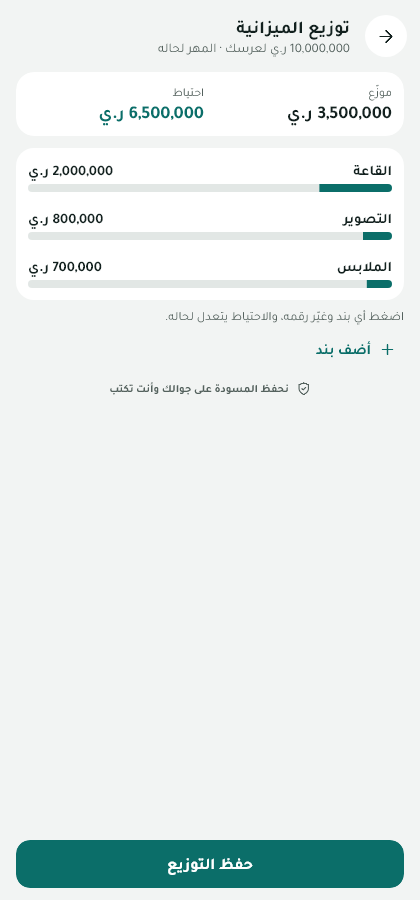 توزيع الميزانية
10,000,000 ر.ي لعرسك · المهر لحاله
موزّع
احتياط
3,500,000 ر.ي
6,500,000 ر.ي
القاعة
2,000,000 ر.ي
التصوير
800,000 ر.ي
الملابس
700,000 ر.ي
اضغط أي بند وغيّر رقمه، والاحتياط يتعدل لحاله.
أضف بند
نحفظ المسودة على جوالك وأنت تكتب
حفظ التوزيع